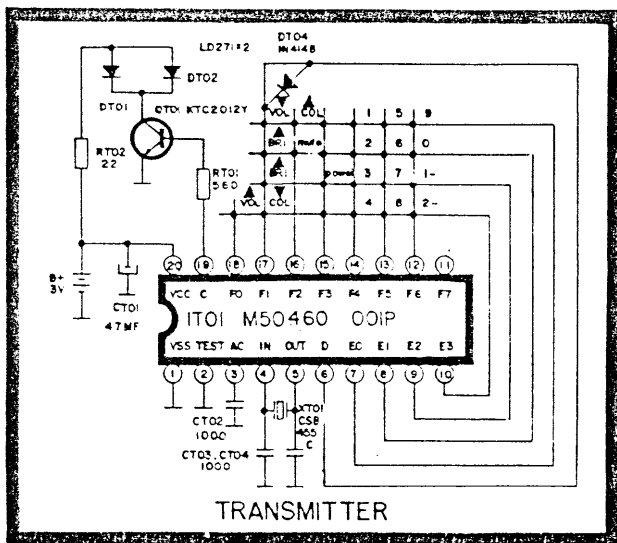 LD271×2
DT04
1N4148
DT01
DT02
QT01 KTC2012Y
VOL COL 1 5 9
BRI mute 2 6 0
BRI power 3 7 1-
VOL COL 4 8 2-
RT02
22
RT01
560
B+
3V
CT01
47MF
20 19 18 17 16 15 14 13 12 11
VCC C F0 F1 F2 F3 F4 F5 F6 F7
IT01 M50460 001P
VSS TEST AC IN OUT D E0 E1 E2 E3
1 2 3 4 5 6 7 8 9 10
CT02
1000
XT01
CSB
455
C
CT03, CT04
1000
TRANSMITTER